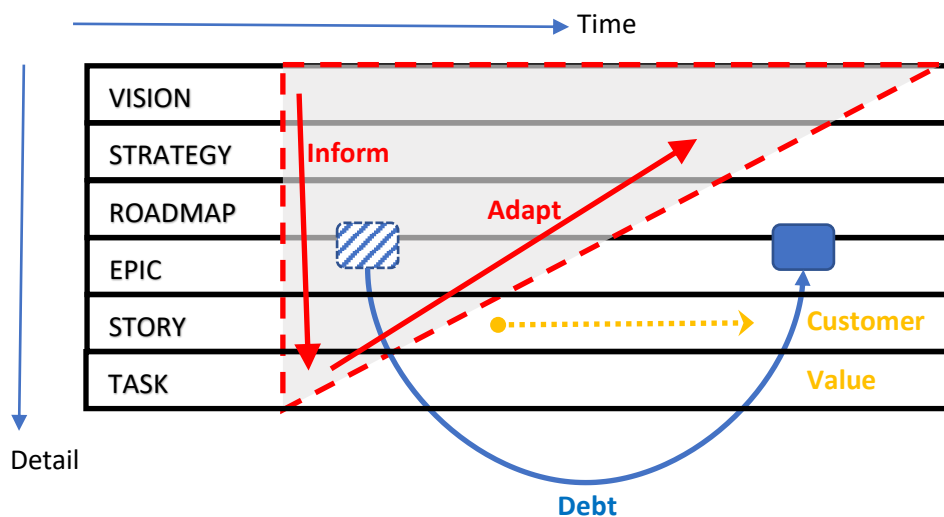 Time
VISION
STRATEGY
Inform
ROADMAP
Adapt
EPIC
STORY
Customer
TASK
Value
Detail
Debt